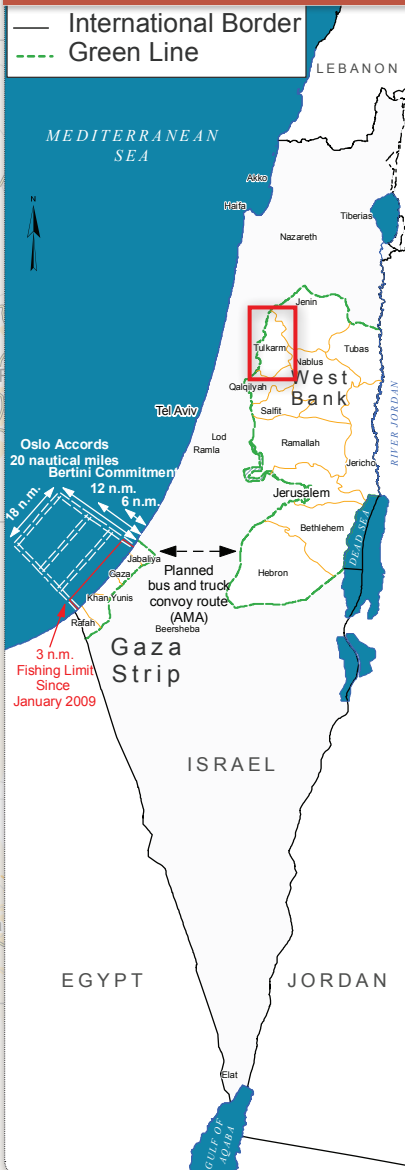 International Border
Green Line
LEBANON
MEDITERRANEAN
SEA
Akko
N
Haifa
Tiberias
Nazareth
Jenin
Tulkarm
Tubas
Nablus
West
Bank
Qalqiliyah
Tel Aviv
Salfit
RIVER JORDAN
Lod
Ramla
Ramallah
Oslo Accords
20 nautical miles
Bertini Commitment
12 n.m.
6 n.m.
18 n.m.
Jericho
Jerusalem
Bethlehem
DEAD SEA
Jabaliya
Gaza
Planned
bus and truck
convoy route
(AMA)
Hebron
Khan Yunis
Rafah
Beersheba
Gaza
Strip
3 n.m.
Fishing Limit
Since
January 2009
ISRAEL
EGYPT
JORDAN
Elat
GULF OF
AQABA